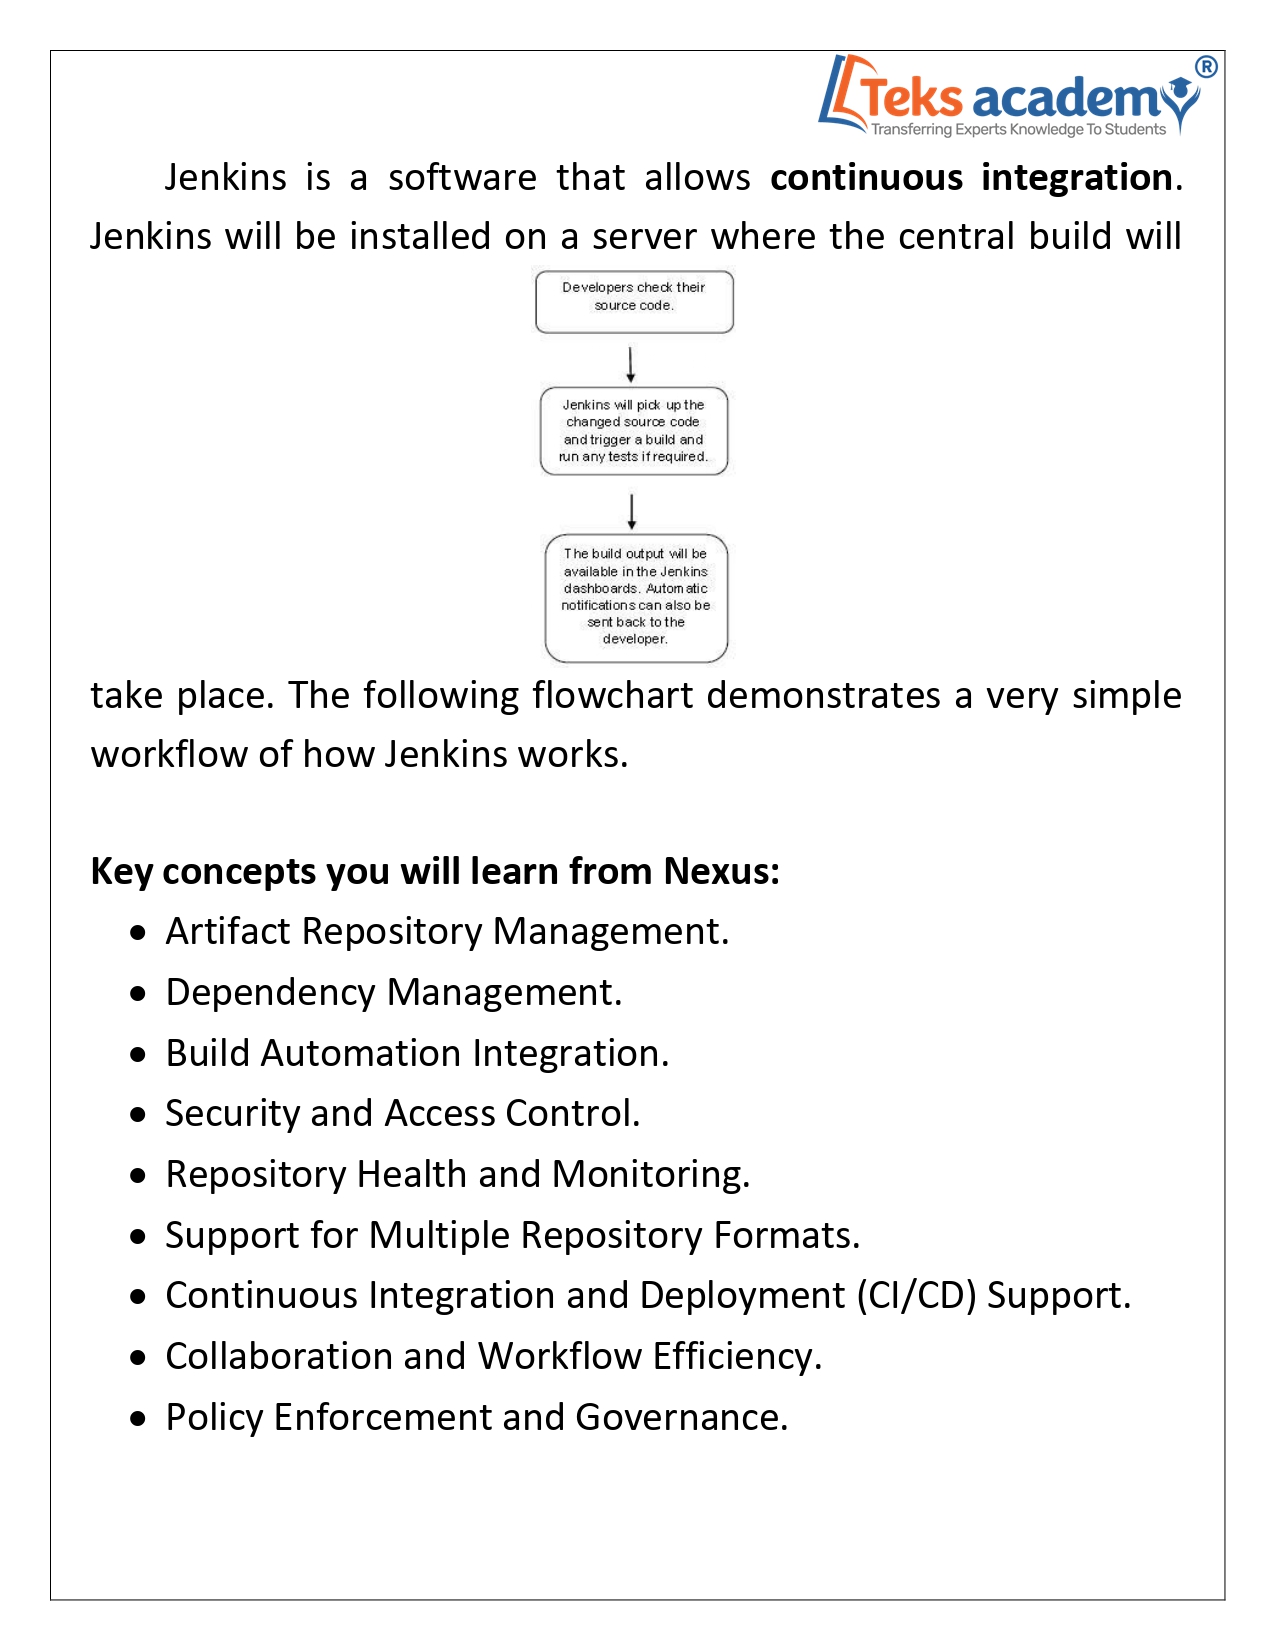 Teks academy®
Transferring Experts Knowledge To Students
Jenkins is a software that allows continuous integration.
Jenkins will be installed on a server where the central build will
Developers check their
source code.
Jenkins will pick up the
changed source code
and trigger a build and
run any tests if required.
The build output will be
available in the Jenkins
dashboards. Automatic
notifications can also be
sent back to the
developer.
take place. The following flowchart demonstrates a very simple
workflow of how Jenkins works.
Key concepts you will learn from Nexus:
• Artifact Repository Management.
• Dependency Management.
• Build Automation Integration.
• Security and Access Control.
• Repository Health and Monitoring.
• Support for Multiple Repository Formats.
• Continuous Integration and Deployment (CI/CD) Support.
• Collaboration and Workflow Efficiency.
• Policy Enforcement and Governance.